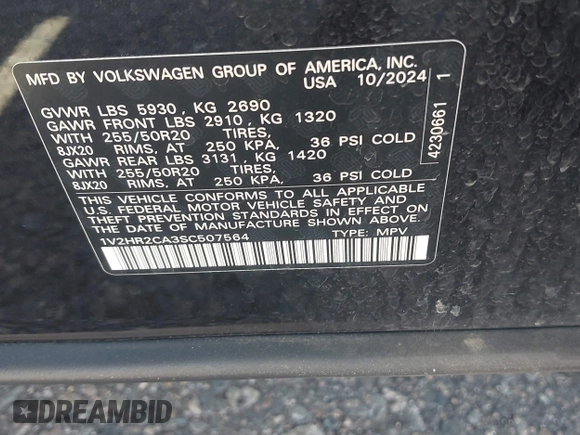 MFD BY VOLKSWAGEN GROUP OF AMERICA, INC.
USA 10/2024
GVWR LBS 5930, KG 2690
GAWR FRONT LBS 2910, KG 1320
WITH 255/50R20 TIRES,
8JX20 RIMS, AT 250 KPA, 36 PSI COLD
GAWR REAR LBS 3131, KG 1420
WITH 255/50R20 TIRES,
8JX20 RIMS, AT 250 KPA, 36 PSI COLD
THIS VEHICLE CONFORMS TO ALL APPLICABLE
U.S. FEDERAL MOTOR VEHICLE SAFETY AND
THEFT PREVENTION STANDARDS IN EFFECT ON
THE DATE OF MANUFACTURE SHOWN ABOVE.
1V2HR2CA3SC507564 TYPE: MPV
4230661 1
DREAMBID